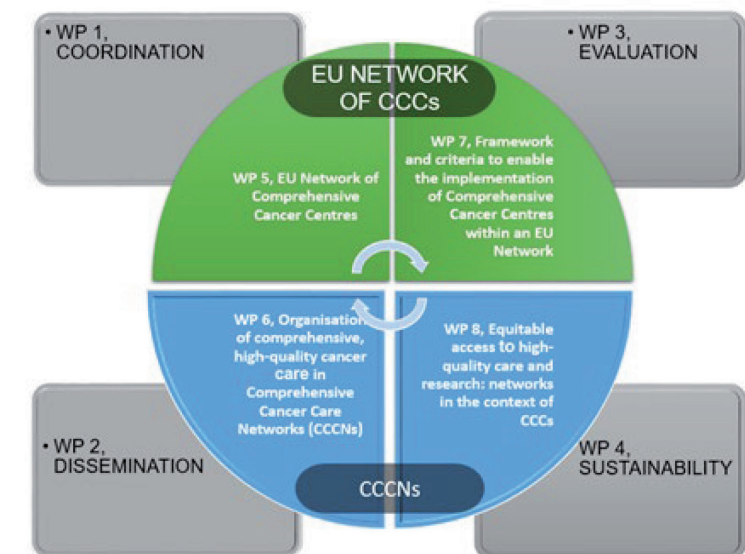 • WP 1,
COORDINATION
• WP 3,
EVALUATION
EU NETWORK
OF CCCs
WP 5, EU Network of
Comprehensive
Cancer Centres
WP 7, Framework
and criteria to enable
the implementation
of Comprehensive
Cancer Centres
within an EU
Network
WP 6, Organisation
of comprehensive,
high-quality cancer
care in
Comprehensive
Cancer Care
Networks (CCCNs)
WP 8, Equitable
access to high-
quality care and
research: networks
in the context of
CCCs
• WP 2,
DISSEMINATION
WP 4,
SUSTAINABILITY
CCCNs